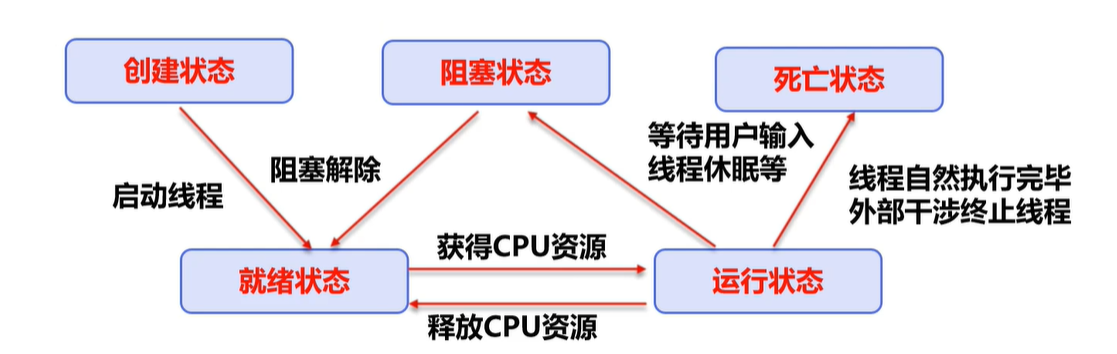 创建状态
阻塞状态
死亡状态
等待用户输入
线程休眠等
阻塞解除
启动线程
线程自然执行完毕
外部干涉终止线程
获得CPU资源
就绪状态
运行状态
释放CPU资源